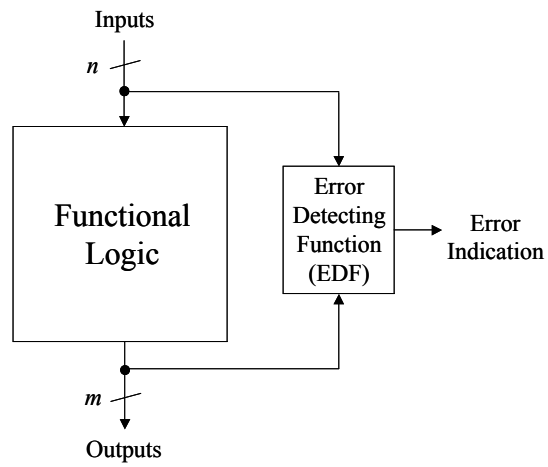 Inputs
n
Functional
Logic
Error
Detecting
Function
(EDF)
Error
Indication
m
Outputs